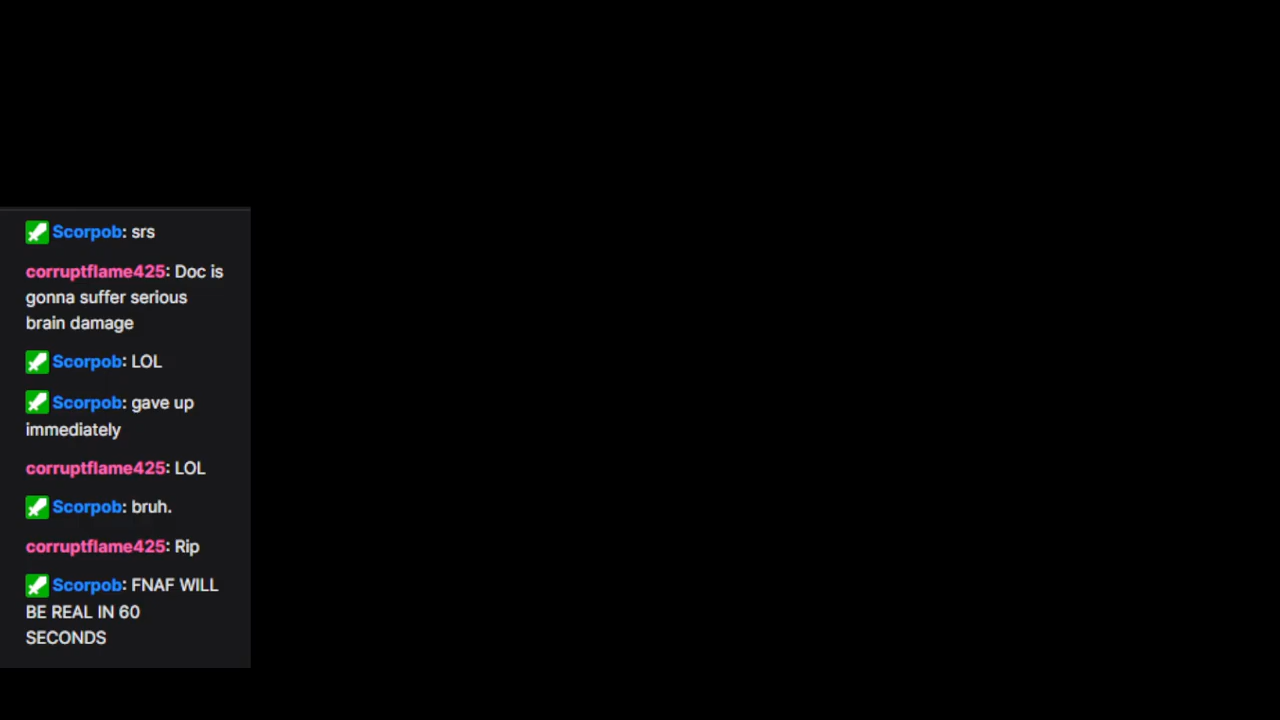 Scorpob: srs
corruptflame425: Doc is
gonna suffer serious
brain damage
Scorpob: LOL
Scorpob: gave up
immediately
corruptflame425: LOL
Scorpob: bruh.
corruptflame425: Rip
Scorpob: FNAF WILL
BE REAL IN 60
SECONDS